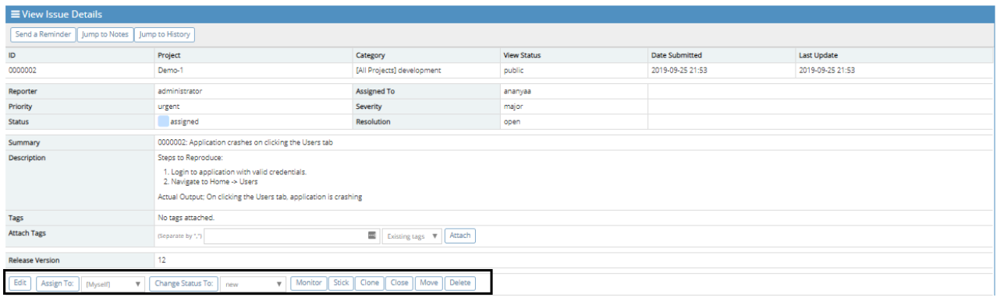 View Issue Details
Send a Reminder Jump to Notes Jump to History
ID Project Category View Status Date Submitted Last Update
0000002 Demo-1 [All Projects] development public 2019-09-25 21:53 2019-09-25 21:53
Reporter administrator Assigned To ananyaa
Priority urgent Severity major
Status assigned Resolution open
Summary 0000002: Application crashes on clicking the Users tab
Description Steps to Reproduce:
1. Login to application with valid credentials.
2. Navigate to Home -> Users
Actual Output: On clicking the Users tab, application is crashing
Tags No tags attached.
Attach Tags (Separate by ",") Existing tags Attach
Release Version 12
Edit Assign To: [Myself] Change Status To: new Monitor Stick Clone Close Move Delete